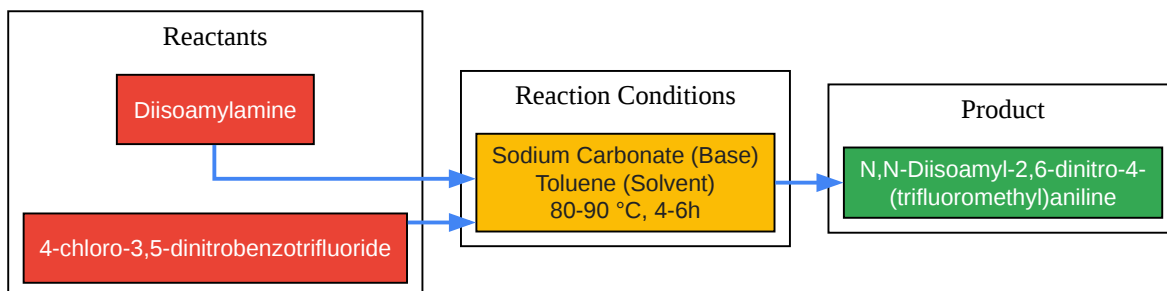 Reactants
Diisoamylamine
4-chloro-3,5-dinitrobenzotrifluoride
Reaction Conditions
Sodium Carbonate (Base)
Toluene (Solvent)
80-90 °C, 4-6h
Product
N,N-Diisoamyl-2,6-dinitro-4-
(trifluoromethyl)aniline